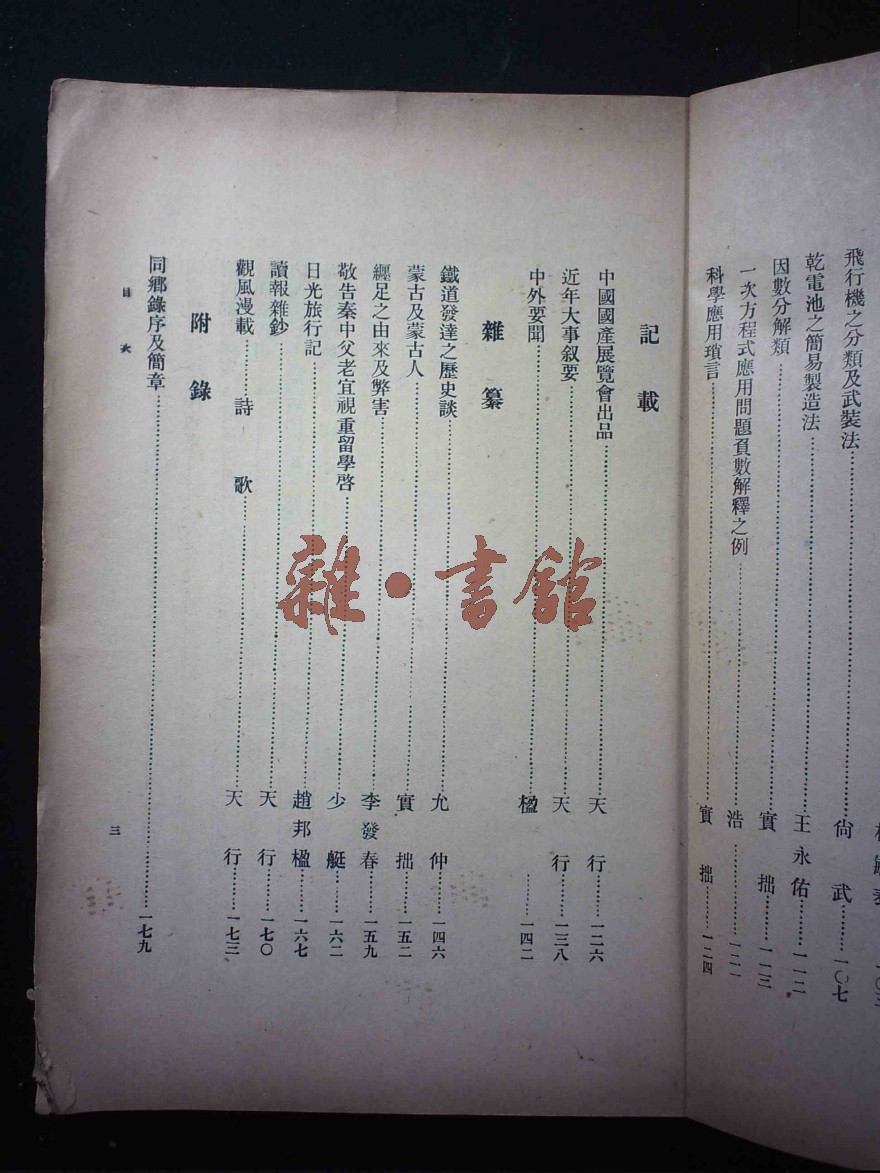 飛行機之分類及武裝法……尙武……一〇七
乾電池之簡易製造法……王永佑……一一二
因數分解類……實拙……一一三
一次方程式應用問題負數解釋之例……浩……一二一
科學應用瑣言……實拙……一二四
記載
中國國產展覽會出品……天行……一二六
近年大事叙要……天行……一三八
中外要聞……楹……一四二
雜纂
鐵道發達之歷史談……允仲……一四六
蒙古及蒙古人……實拙……一五二
纒足之由來及弊害……李發春……一五九
敬告秦中父老宜視重留學啓……少艇……一六二
日光旅行記……趙邦楹……一六七
讀報雜鈔……天行……一七〇
觀風漫載……詩歌……天行……一七三
附錄
同鄉錄序及簡章……一七九
目次
三
雜·書館